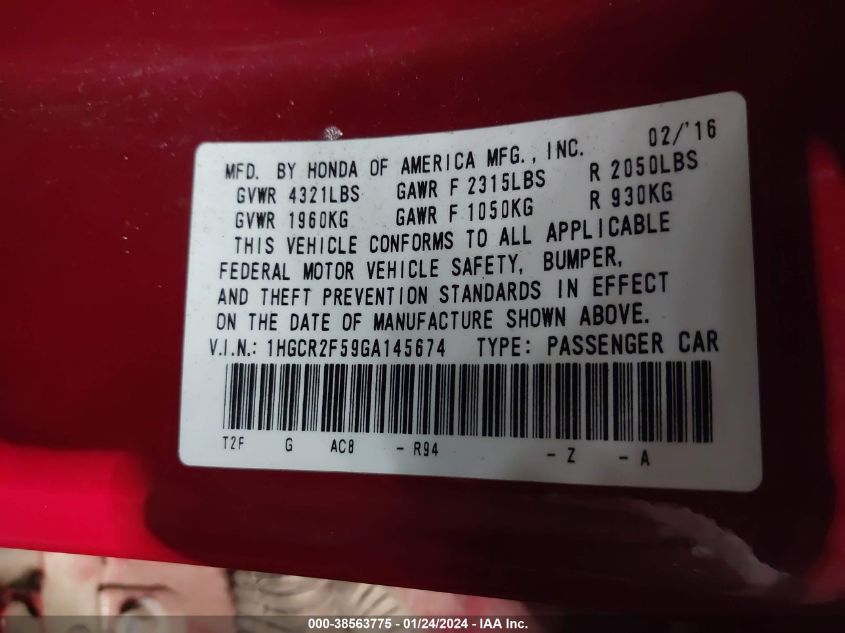 MFD. BY HONDA OF AMERICA MFG., INC. 02/'16
GVWR 4321LBS GAWR F 2315LBS R 2050LBS
GVWR 1960KG GAWR F 1050KG R 930KG
THIS VEHICLE CONFORMS TO ALL APPLICABLE
FEDERAL MOTOR VEHICLE SAFETY, BUMPER,
AND THEFT PREVENTION STANDARDS IN EFFECT
ON THE DATE OF MANUFACTURE SHOWN ABOVE.
V.I.N.: 1HGCR2F59GA145674 TYPE: PASSENGER CAR
T2F G AC8 - R94 - Z - A
000-38563775 - 01/24/2024 - IAA Inc.